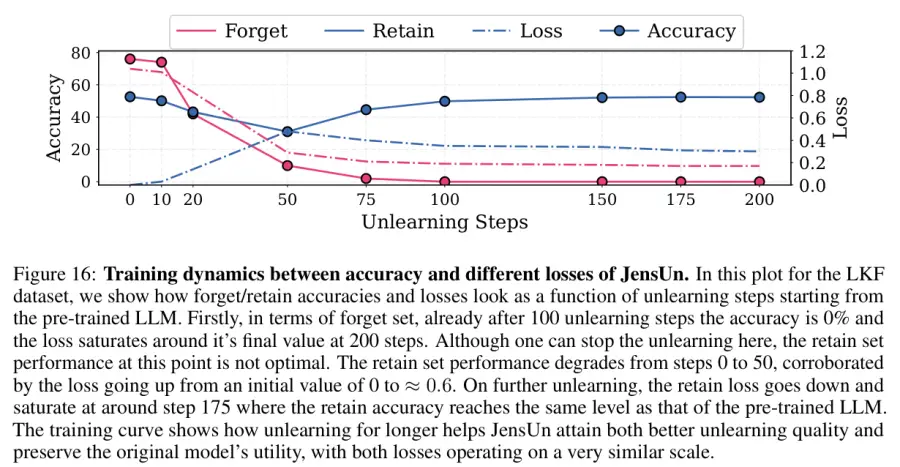 Forget Retain Loss Accuracy
80 1.2
1.0
60 0.8
40 0.6
0.4
20 0.2
0 0.0
Accuracy
Loss
0 10 20 50 75 100 150 175 200
Unlearning Steps
Figure 16: Training dynamics between accuracy and different losses of JensUn. In this plot for the LKF
dataset, we show how forget/retain accuracies and losses look as a function of unlearning steps starting from
the pre-trained LLM. Firstly, in terms of forget set, already after 100 unlearning steps the accuracy is 0% and
the loss saturates around it's final value at 200 steps. Although one can stop the unlearning here, the retain set
performance at this point is not optimal. The retain set performance degrades from steps 0 to 50, corroborated
by the loss going up from an initial value of 0 to ≈ 0.6. On further unlearning, the retain loss goes down and
saturate at around step 175 where the retain accuracy reaches the same level as that of the pre-trained LLM.
The training curve shows how unlearning for longer helps JensUn attain both better unlearning quality and
preserve the original model's utility, with both losses operating on a very similar scale.